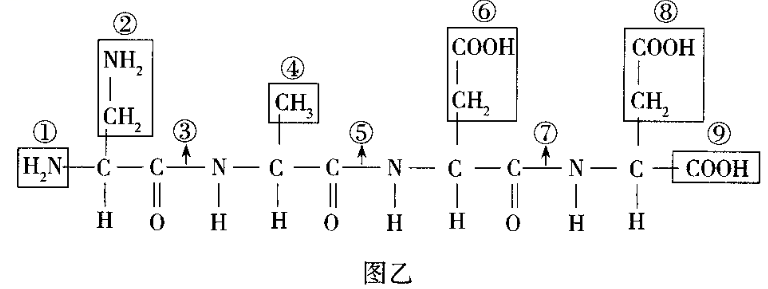 ② ⑥ ⑧
NH₂ ④ COOH COOH
① CH₂ ③ CH₃ ⑤ CH₂ ⑦ CH₂ ⑨
H₂N C C N C C N C C N C COOH
H O H H O H H O H H
图乙